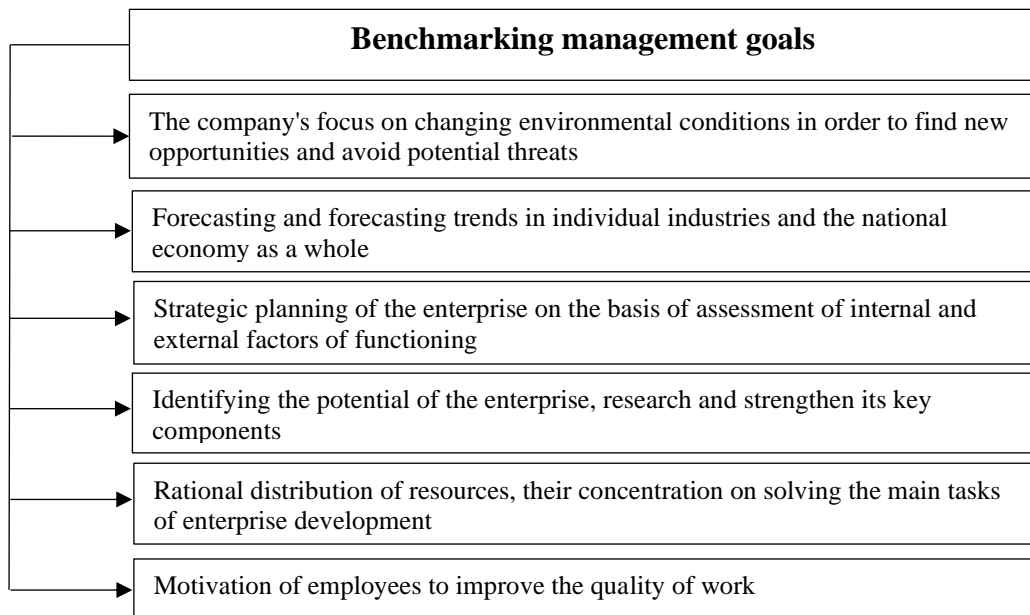 Benchmarking management goals
The company's focus on changing environmental conditions in order to find new
opportunities and avoid potential threats
Forecasting and forecasting trends in individual industries and the national
economy as a whole
Strategic planning of the enterprise on the basis of assessment of internal and
external factors of functioning
Identifying the potential of the enterprise, research and strengthen its key
components
Rational distribution of resources, their concentration on solving the main tasks
of enterprise development
Motivation of employees to improve the quality of work